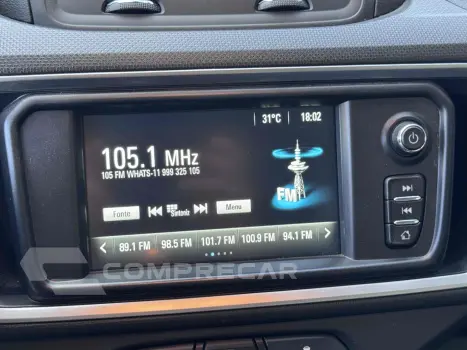 31°C 18:02
105.1 MHz
105 FM WHATS-11 999 325 105
FM
Fonte Sintoniz Menu
89.1 FM 98.5 FM 101.7 FM 100.9 FM 94.1 FM
COMPRECAR